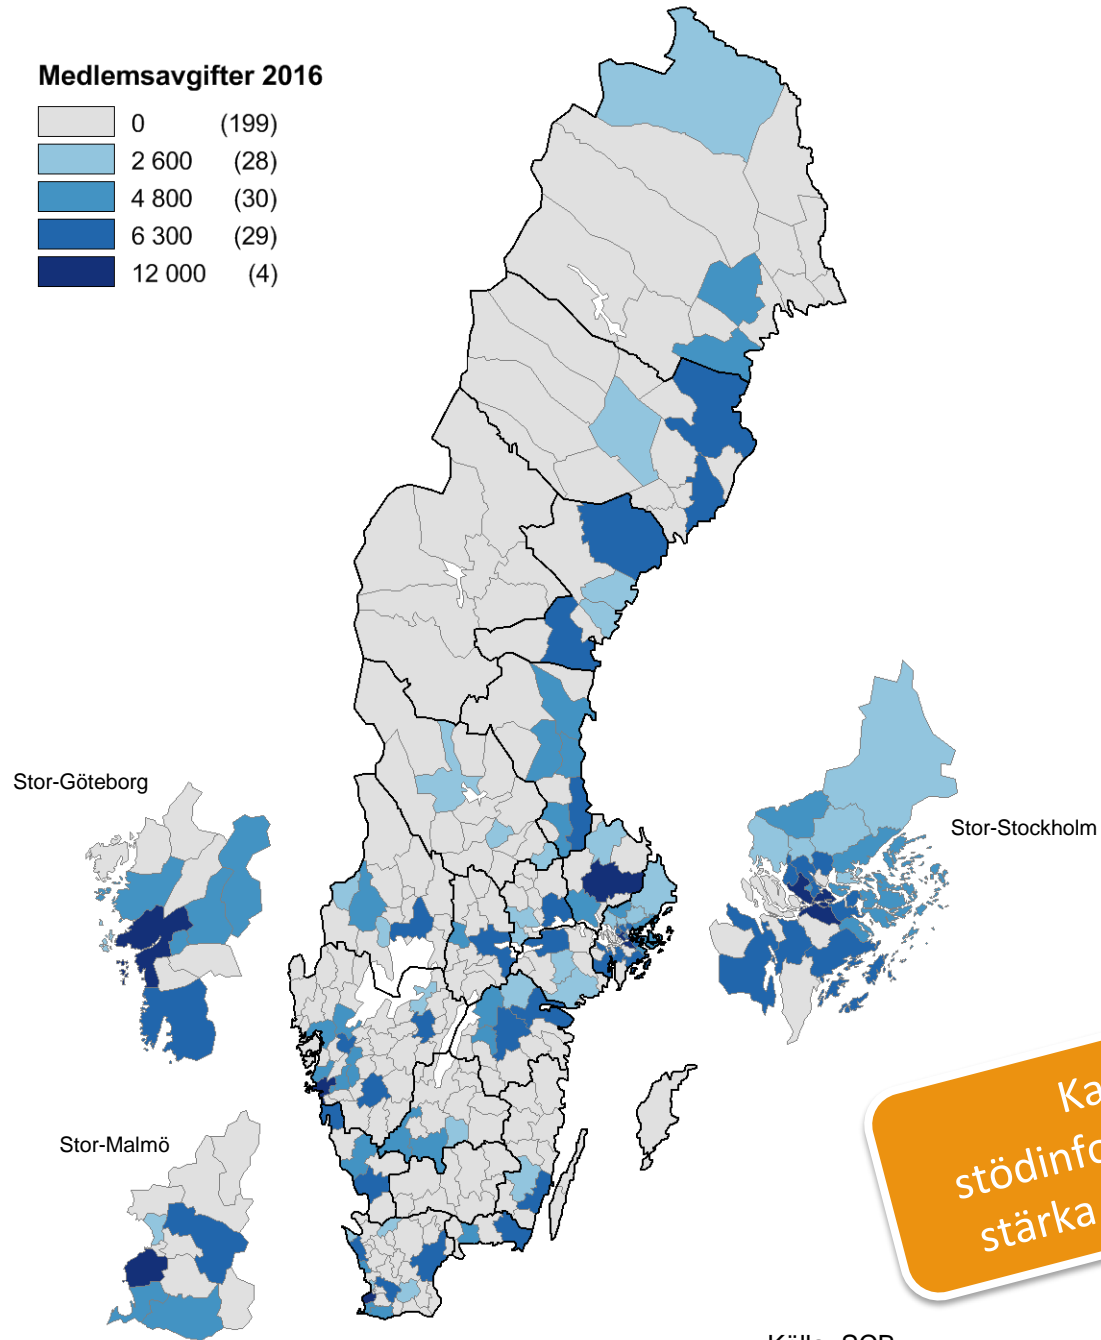 Medlemsavgifter 2016
0 (199)
2 600 (28)
4 800 (30)
6 300 (29)
12 000 (4)
Stor-Göteborg
Stor-Stockholm
Stor-Malmö
stärka